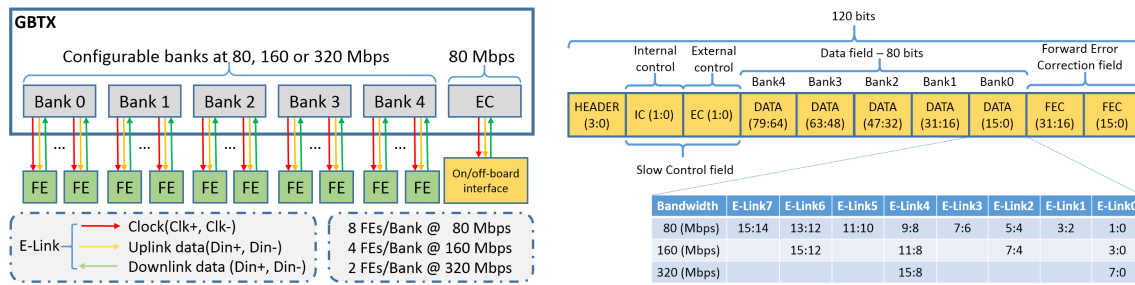 GBTX
Configurable banks at 80, 160 or 320 Mbps
80 Mbps
Bank 0
Bank 1
Bank 2
Bank 3
Bank 4
EC
... ... ... ... ...
FE
FE
FE
FE
FE
FE
FE
FE
FE
FE
On/off-board
interface
E-Link
Clock(Clk+, Clk-)
Uplink data(Din+, Din-)
Downlink data (Din+, Din-)
8 FEs/Bank @ 80 Mbps
4 FEs/Bank @ 160 Mbps
2 FEs/Bank @ 320 Mbps
120 bits
Internal
control
External
control
Data field – 80 bits
Forward Error
Correction field
Bank4
Bank3
Bank2
Bank1
Bank0
HEADER
(3:0)
IC (1:0)
EC (1:0)
DATA
(79:64)
DATA
(63:48)
DATA
(47:32)
DATA
(31:16)
DATA
(15:0)
FEC
(31:16)
FEC
(15:0)
Slow Control field
Bandwidth E-Link7 E-Link6 E-Link5 E-Link4 E-Link3 E-Link2 E-Link1 E-Link0
80 (Mbps) 15:14 13:12 11:10 9:8 7:6 5:4 3:2 1:0
160 (Mbps) 15:12 11:8 7:4 3:0
320 (Mbps) 15:8 7:0